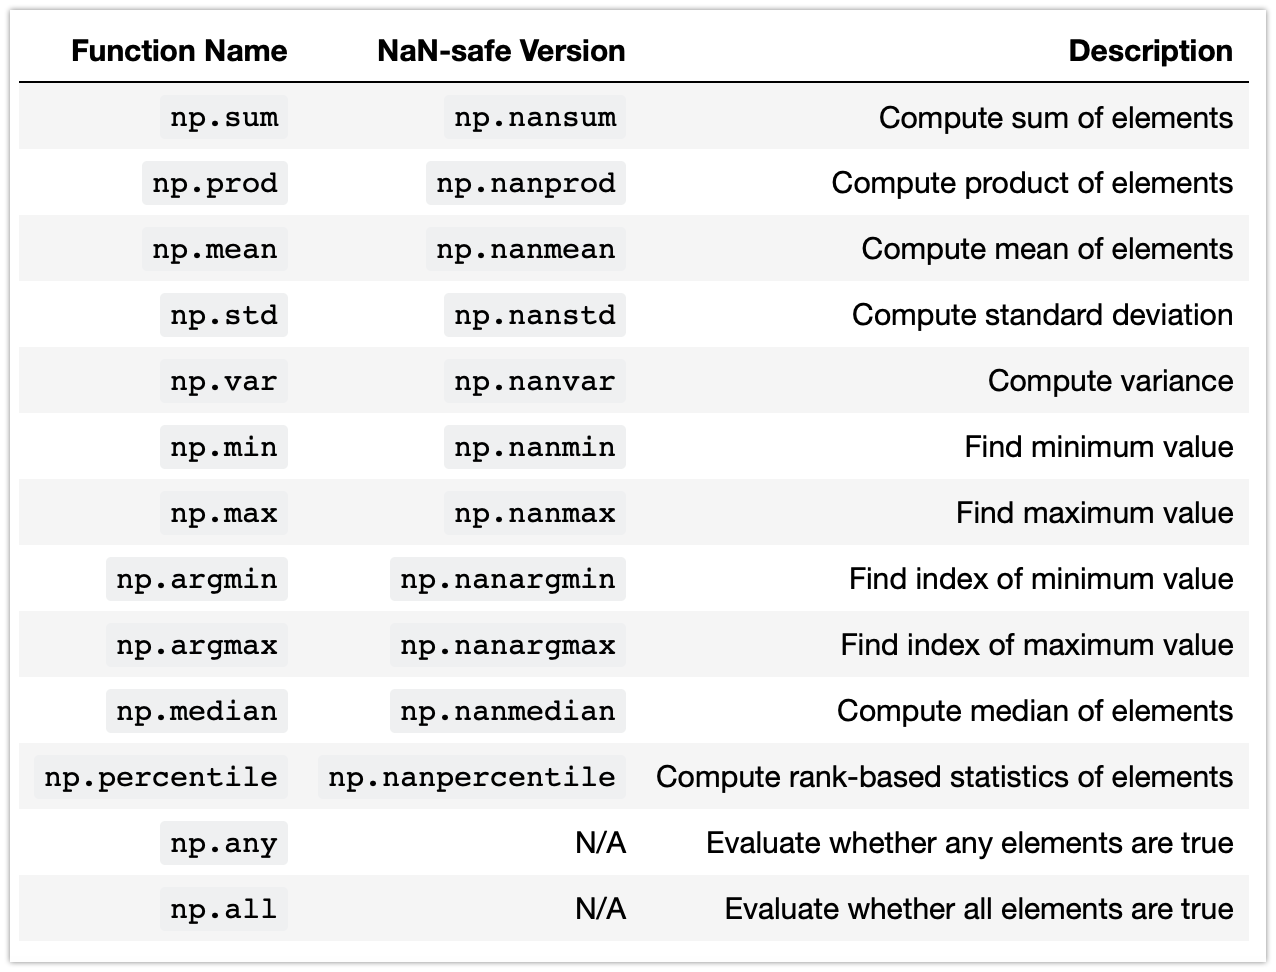 Function Name NaN-safe Version Description
np.sum np.nansum Compute sum of elements
np.prod np.nanprod Compute product of elements
np.mean np.nanmean Compute mean of elements
np.std np.nanstd Compute standard deviation
np.var np.nanvar Compute variance
np.min np.nanmin Find minimum value
np.max np.nanmax Find maximum value
np.argmin np.nanargmin Find index of minimum value
np.argmax np.nanargmax Find index of maximum value
np.median np.nanmedian Compute median of elements
np.percentile np.nanpercentile Compute rank-based statistics of elements
np.any N/A Evaluate whether any elements are true
np.all N/A Evaluate whether all elements are true